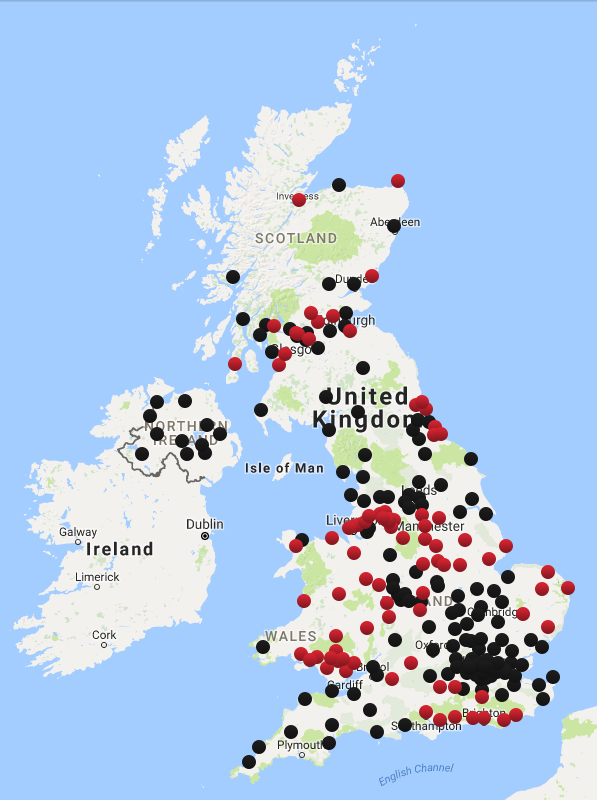 Inverness
Aberdeen
SCOTLAND
Dundee
Edinburgh
Glasgow
United
Kingdom
NORTHERN
IRELAND
Isle of Man
Leeds
Dublin
Galway
Ireland
Liverpool
Manchester
Limerick
ENGLAND
Cambridge
Cork
WALES
Oxford
Bristol
Cardiff
Brighton
Southampton
Plymouth
English Channel